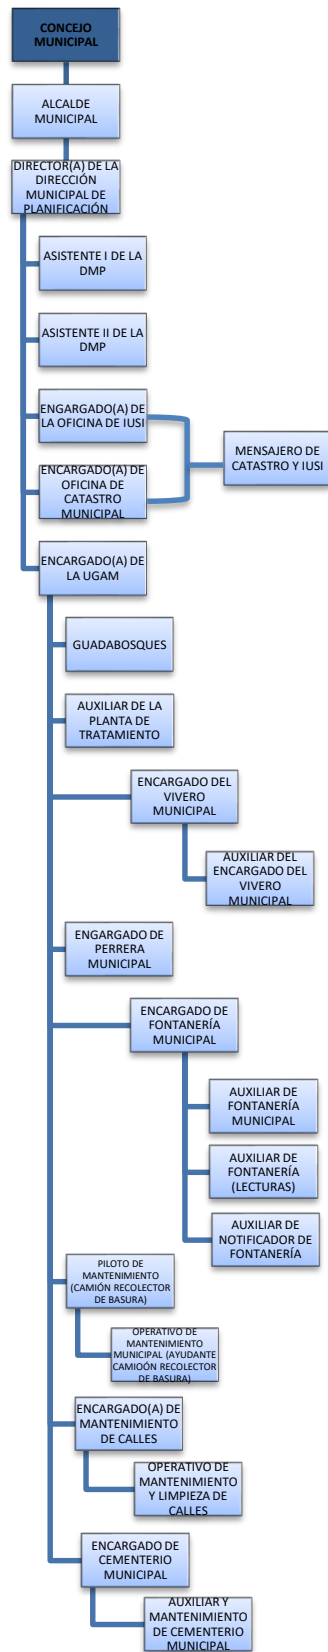 CONCEJO
MUNICIPAL
ALCALDE
MUNICIPAL
DIRECTOR(A) DE LA
DIRECCIÓN
MUNICIPAL DE
PLANIFICACIÓN
ASISTENTE I DE LA
DMP
ASISTENTE II DE LA
DMP
ENGARGADO(A) DE
LA OFICINA DE IUSI
ENCARGADO(A) DE
OFICINA DE
CATASTRO
MUNICIPAL
MENSAJERO DE
CATASTRO Y IUSI
ENCARGADO(A) DE
LA UGAM
GUADABOSQUES
AUXILIAR DE LA
PLANTA DE
TRATAMIENTO
ENCARGADO DEL
VIVERO
MUNICIPAL
AUXILIAR DEL
ENCARGADO DEL
VIVERO
MUNICIPAL
ENGARGADO DE
PERRERA
MUNICIPAL
ENCARGADO DE
FONTANERÍA
MUNICIPAL
AUXILIAR DE
FONTANERÍA
MUNICIPAL
AUXILIAR DE
FONTANERÍA
(LECTURAS)
AUXILIAR DE
NOTIFICADOR DE
FONTANERÍA
PILOTO DE
MANTENIMIENTO
(CAMIÓN RECOLECTOR
DE BASURA)
OPERATIVO DE
MANTENIMIENTO
MUNICIPAL (AYUDANTE
CAMIOÓN RECOLECTOR
DE BASURA)
ENCARGADO(A) DE
MANTENIMIENTO
DE CALLES
OPERATIVO DE
MANTENIMIENTO
Y LIMPIEZA DE
CALLES
ENCARGADO DE
CEMENTERIO
MUNICIPAL
AUXILIAR Y
MANTENIMIENTO
DE CEMENTERIO
MUNICIPAL